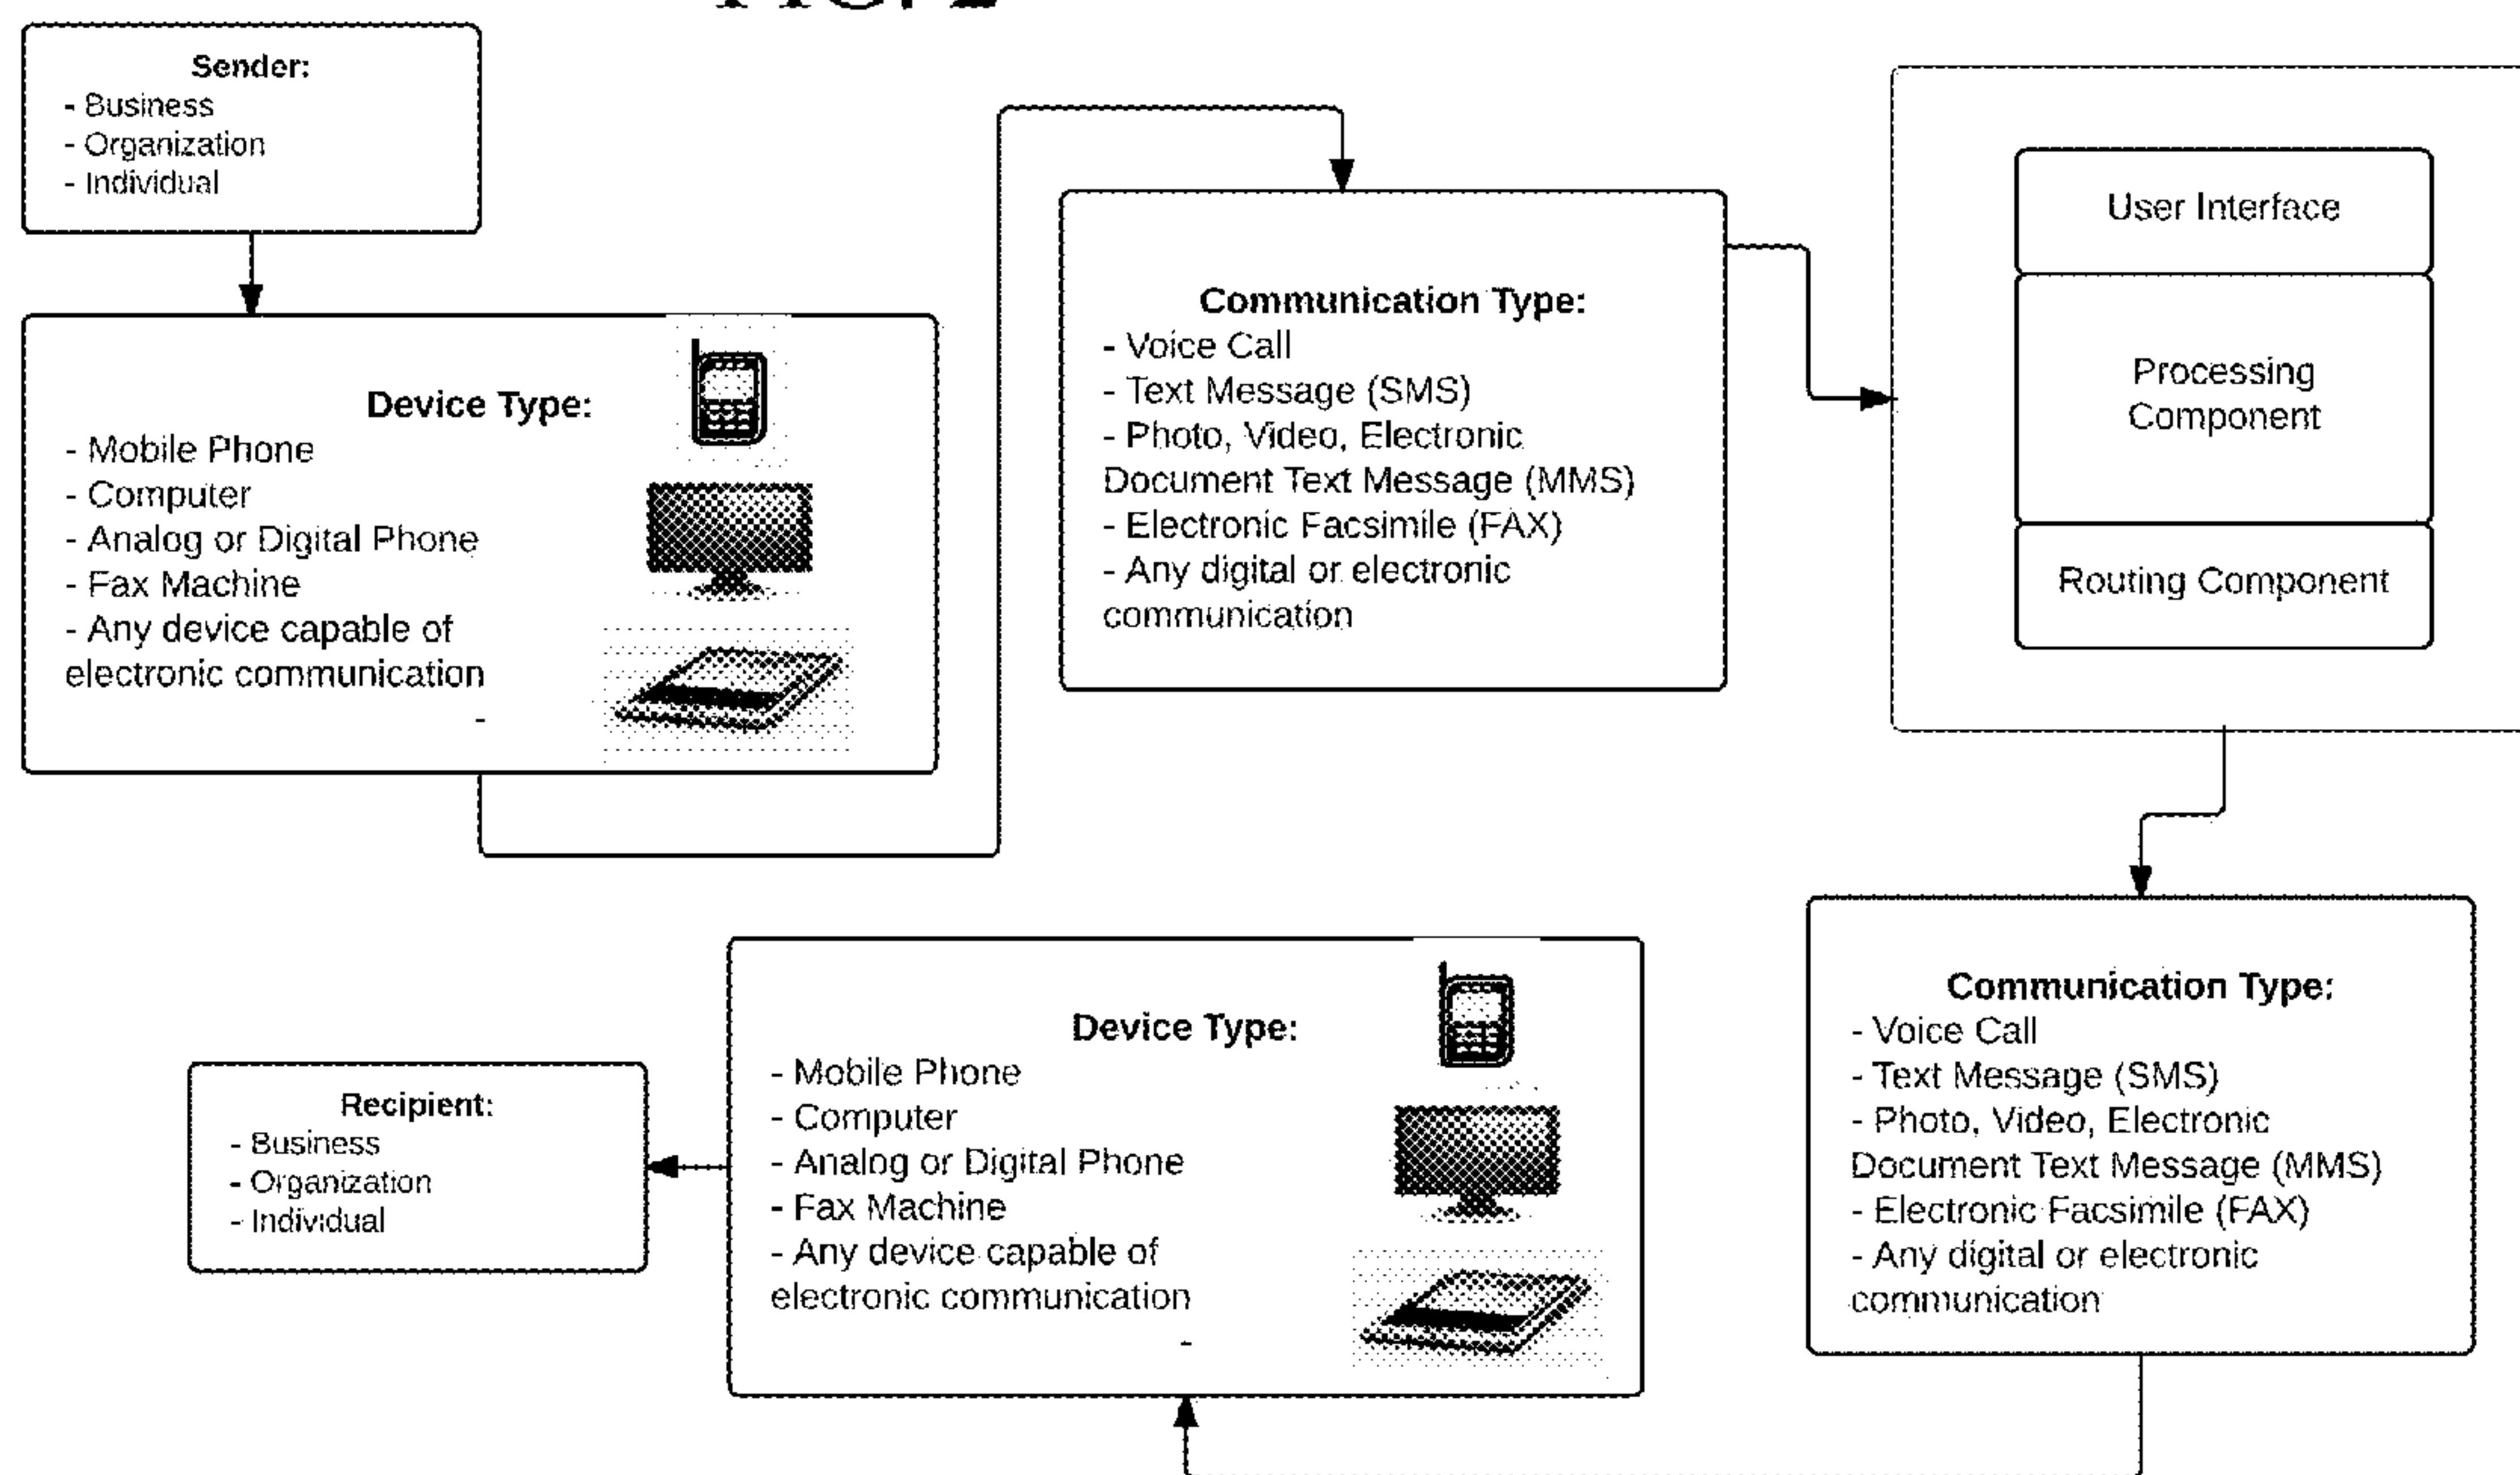 Sender:
- Business
- Organization
- Individual
Device Type:
- Mobile Phone
- Computer
- Analog or Digital Phone
- Fax Machine
- Any device capable of
electronic communication
-
Communication Type:
- Voice Call
- Text Message (SMS)
- Photo, Video, Electronic
Document Text Message (MMS)
- Electronic Facsimile (FAX)
- Any digital or electronic
communication
User Interface
Processing
Component
Routing Component
Communication Type:
- Voice Call
- Text Message (SMS)
- Photo, Video, Electronic
Document Text Message (MMS)
- Electronic Facsimile (FAX)
- Any digital or electronic
communication
Device Type:
- Mobile Phone
- Computer
- Analog or Digital Phone
- Fax Machine
- Any device capable of
electronic communication
-
Recipient:
- Business
- Organization
- Individual